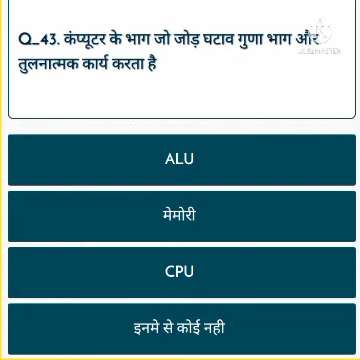 Q_43. कंप्यूटर के भाग जो जोड़ घटाव गुणा भाग और
तुलनात्मक कार्य करता है
ALU
मेमोरी
CPU
इनमे से कोई नही